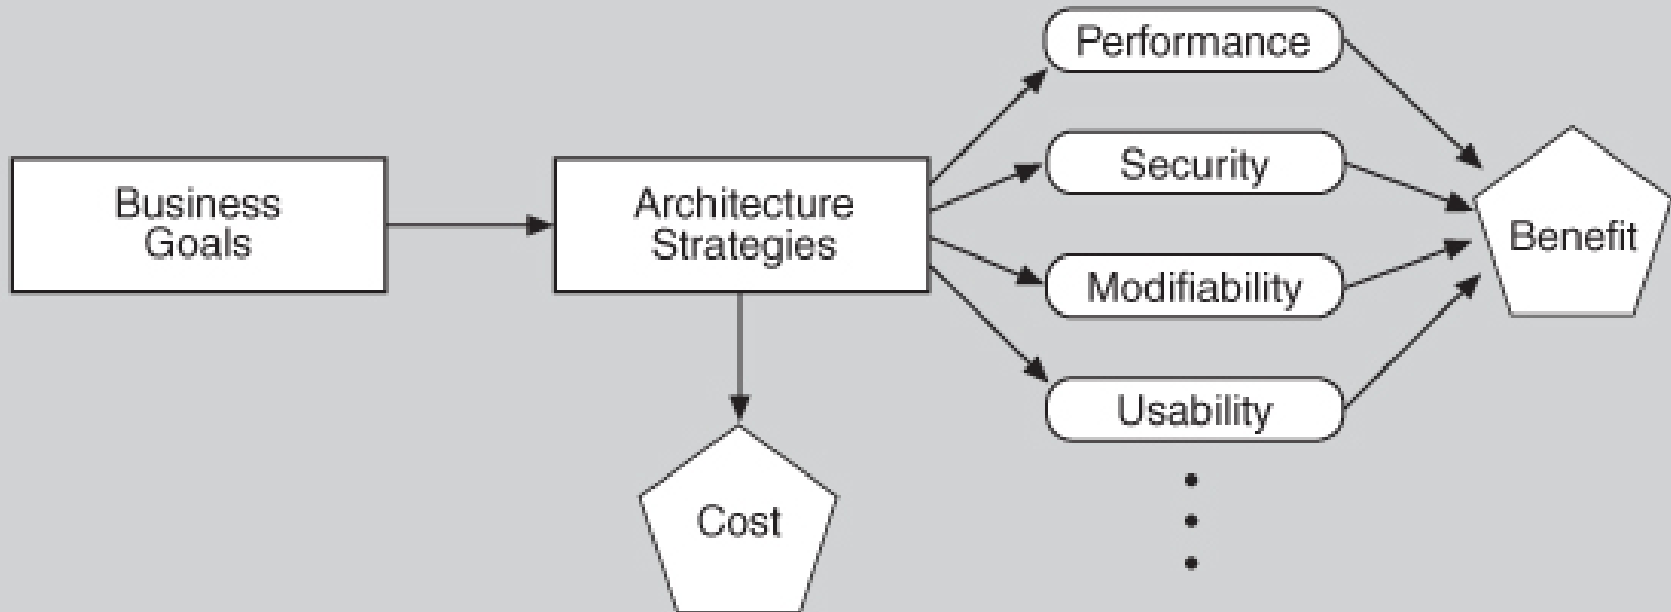 Business
Goals
Architecture
Strategies
Performance
Security
Modifiability
Usability
Benefit
Cost